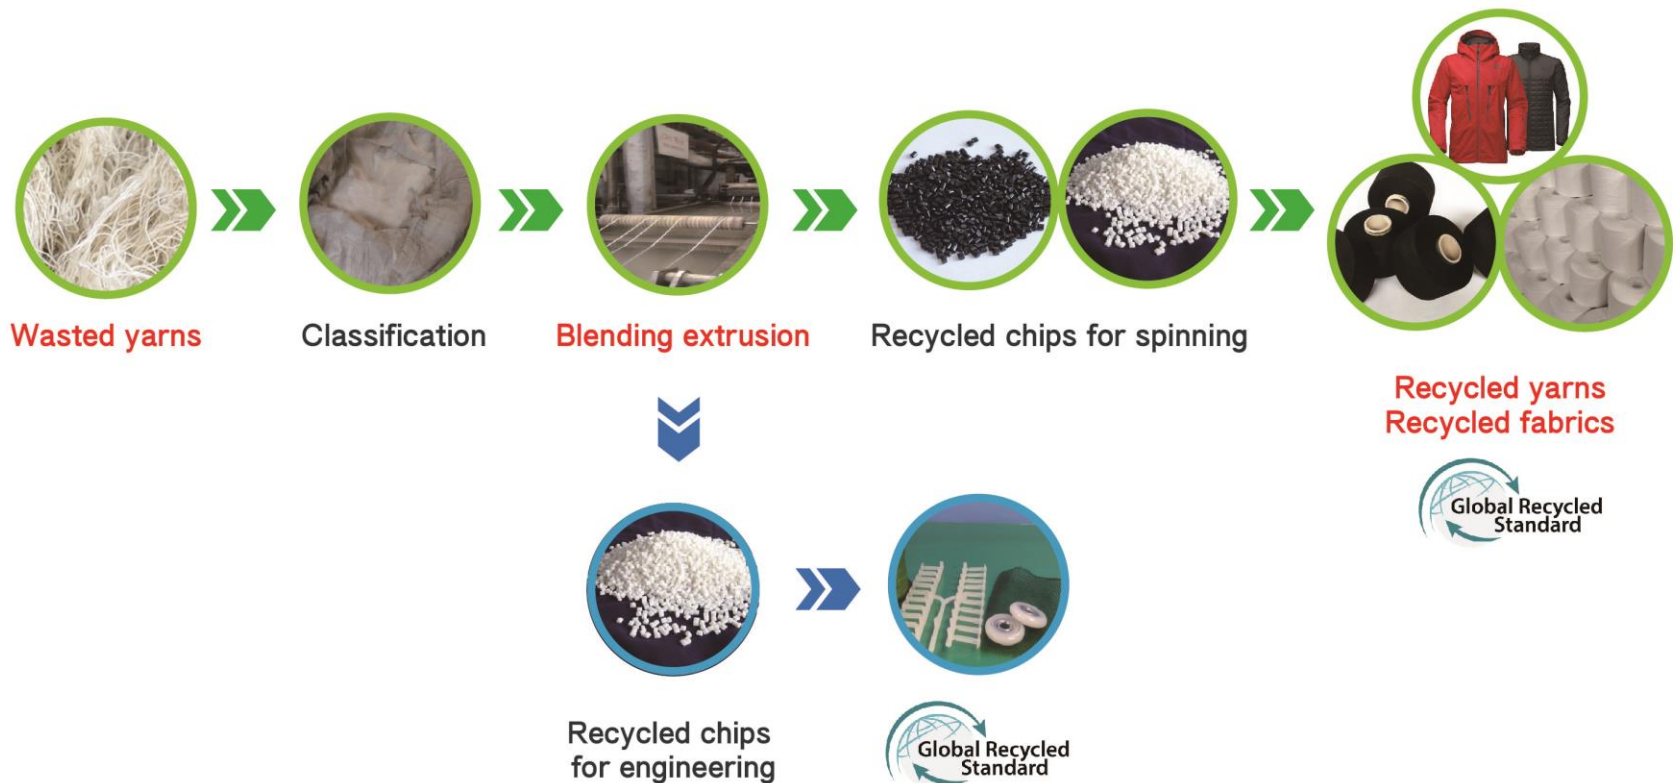 Wasted yarns
Classification
Blending extrusion
Recycled chips for spinning
Recycled yarns
Recycled fabrics
Global Recycled
Standard
Recycled chips
for engineering
Global Recycled
Standard